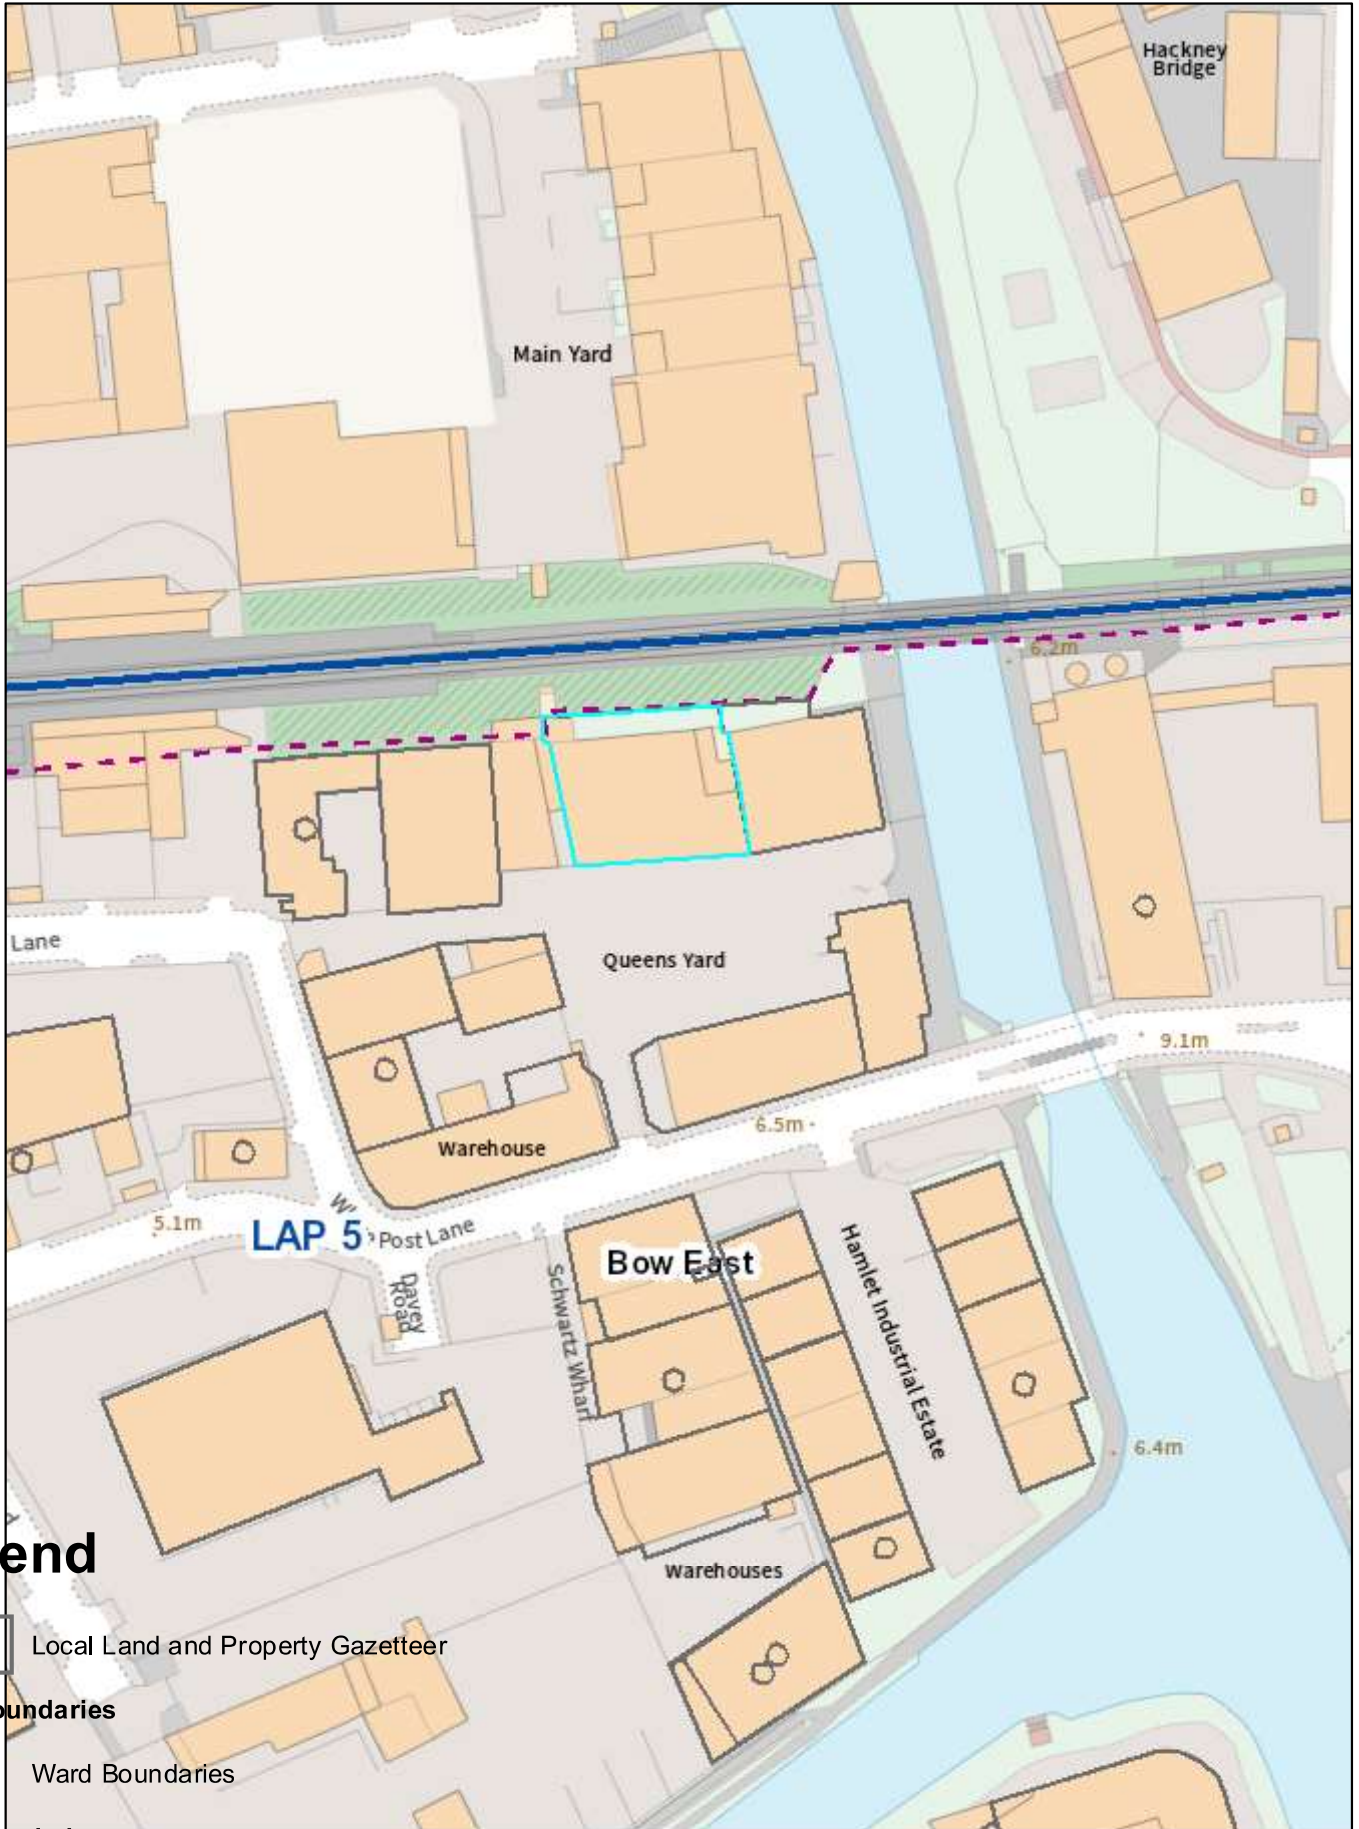 Hackney
Bridge
Main Yard
6.2m
Lane
Queens Yard
9.1m
6.5m
Warehouse
5.1m
LAP 5
Post Lane
Bow East
Davey
Road
Schwartz Wharf
Hamlet Industrial Estate
6.4m
end
Warehouses
Local Land and Property Gazetteer
oundaries
Ward Boundaries